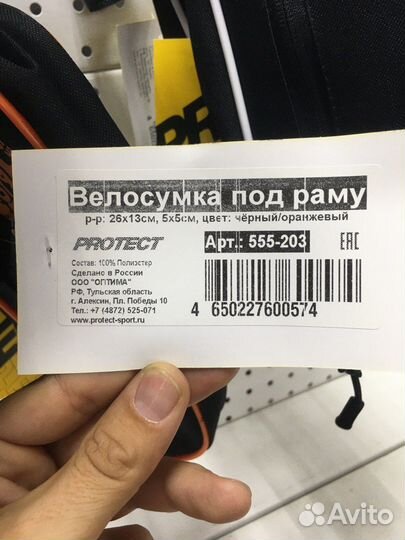 Велосумка под раму
р-р: 26х13см, 5х5см, цвет: чёрный/оранжевый
PROTECT Арт.: 555-203 EAC
Состав: 100% Полиэстер
Сделано в России
ООО "ОПТИМА"
РФ, Тульская область
г. Алексин, Пл. Победы 10
Тел.: +7 (4872) 525-071
www.protect-sport.ru
4 650227600574
Avito